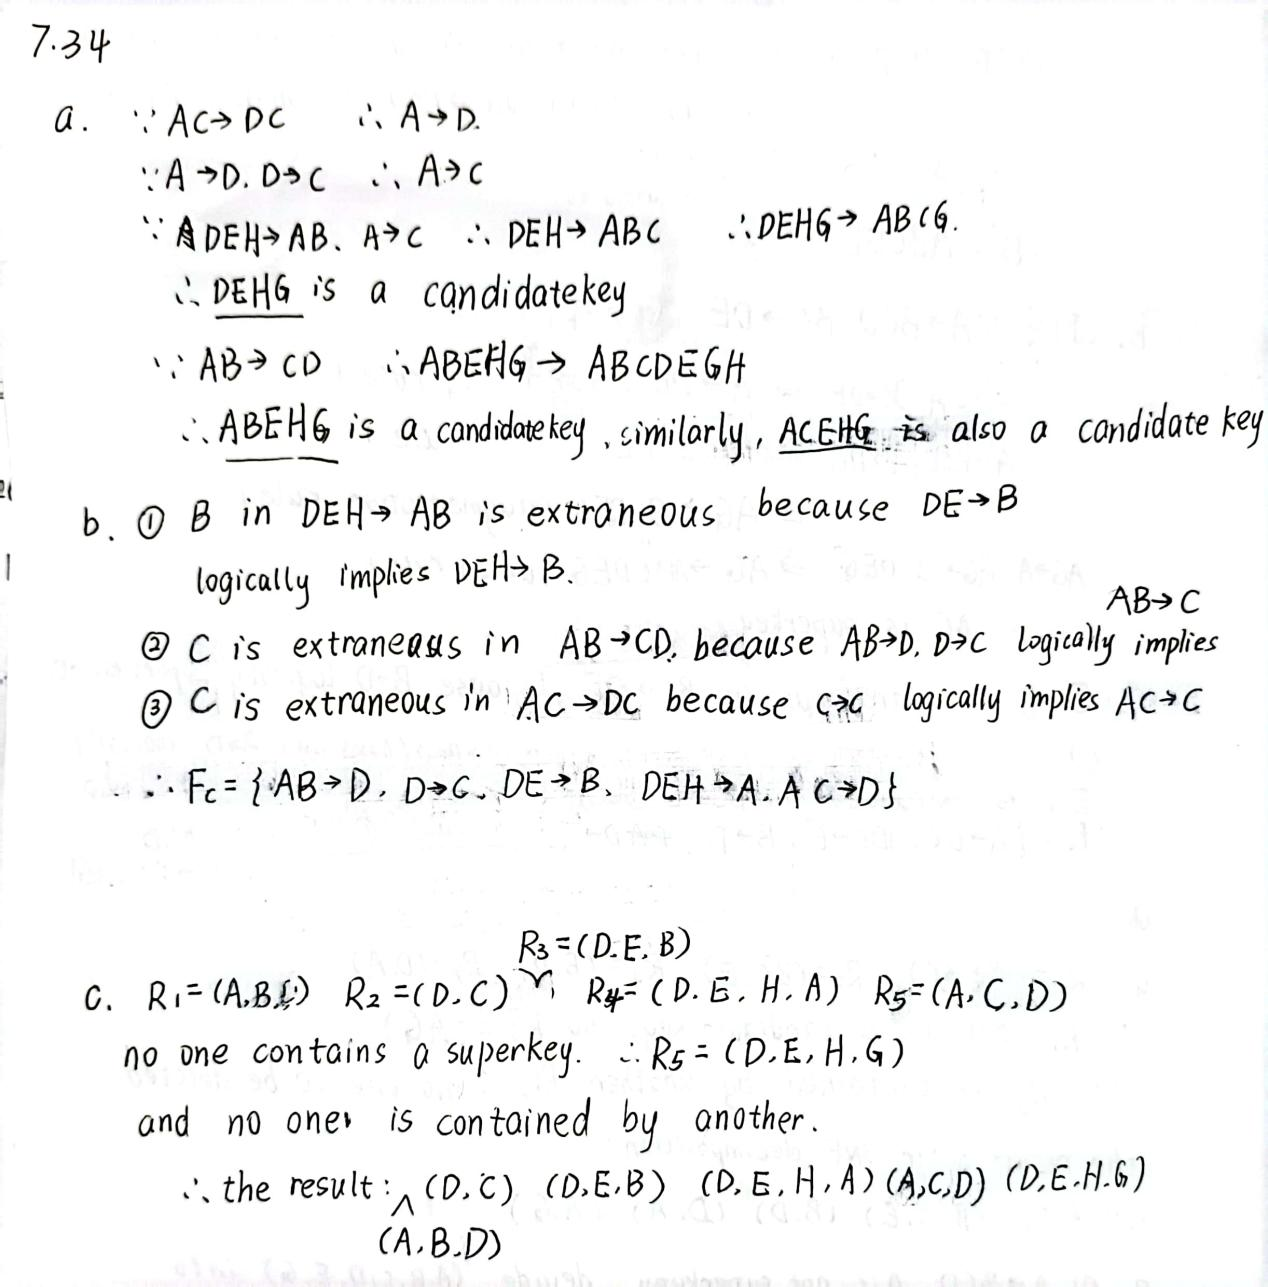 7.34
a. ∵ AC→DC ∴ A→D.
∵ A→D. D→C ∴ A→C
∵ DEH→AB、A→C ∴ DEH→ABC ∴ DEHG→ABCG.
∴ DEHG is a candidatekey
∵ AB→CD ∴ ABEHG→ABCDEGH
∴ ABEHG is a candidatekey, similarly, ACEHG is also a candidate key
b. ① B in DEH→AB is extraneous because DE→B
logically implies DEH→B.
AB→C
② C is extraneous in AB→CD, because AB→D, D→C logically implies
③ C is extraneous in AC→DC because C→C logically implies AC→C
∴ Fc={AB→D. D→C、DE→B、DEH→A. AC→D}
R3=(D.E.B)
C. R1=(A,B,) R2=(D.C) R4=(D.E.H.A) R5=(A.C.D)
no one contains a superkey. ∴ R5=(D.E,H.G)
and no one is contained by another.
∴ the result: (D.C) (D.E.B) (D.E.H.A) (A,C,D) (D,E.H.G)
(A.B.D)